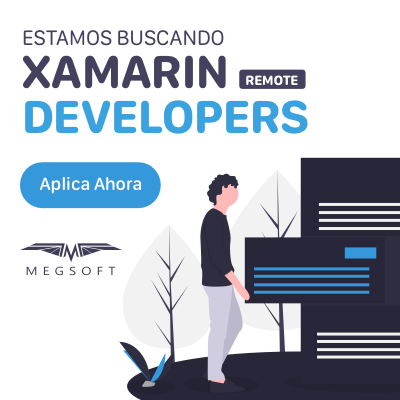 ESTAMOS BUSCANDO
XAMARIN REMOTE
DEVELOPERS
Aplica Ahora
MEGSOFT